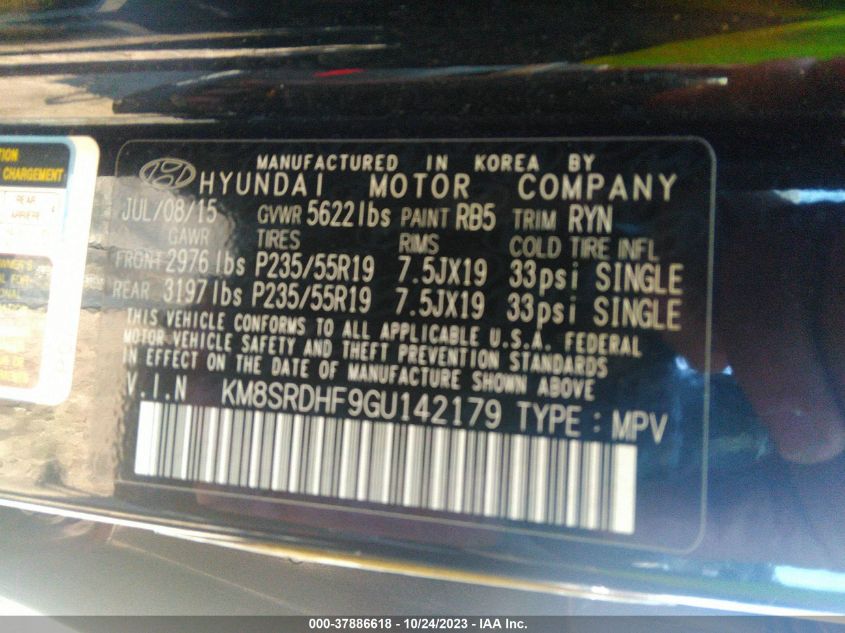 TION
CHARGEMENT
REAR
MANUFACTURED IN KOREA BY
HYUNDAI MOTOR COMPANY
JUL/08/15 GVWR 5622lbs PAINT RB5 TRIM RYN
GAWR TIRES RIMS COLD TIRE INFL
FRONT 2976lbs P235/55R19 7.5JX19 33psi SINGLE
REAR 3197lbs P235/55R19 7.5JX19 33psi SINGLE
THIS VEHICLE CONFORMS TO ALL APPLICABLE U.S.A. FEDERAL
MOTOR VEHICLE SAFETY AND THEFT PREVENTION STANDARDS
IN EFFECT ON THE DATE OF MANUFACTURE SHOWN ABOVE
V.I.N KM8SRDHF9GU142179 TYPE : MPV
000-37886618 - 10/24/2023 - IAA Inc.